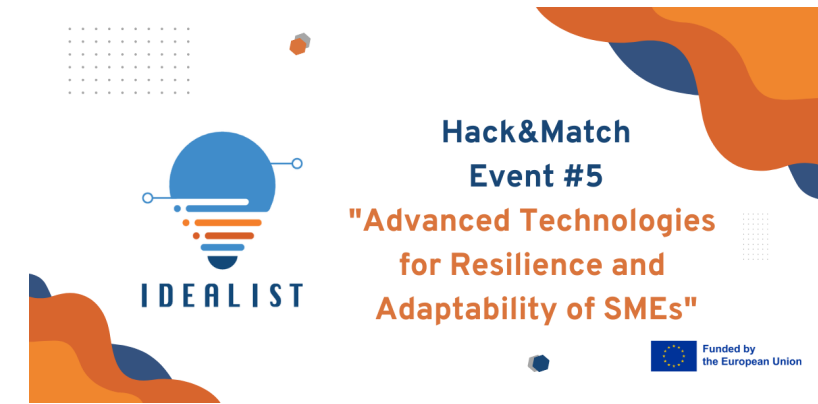 IDEALIST
Hack&Match
Event #5
"Advanced Technologies
for Resilience and
Adaptability of SMEs"
Funded by
the European Union